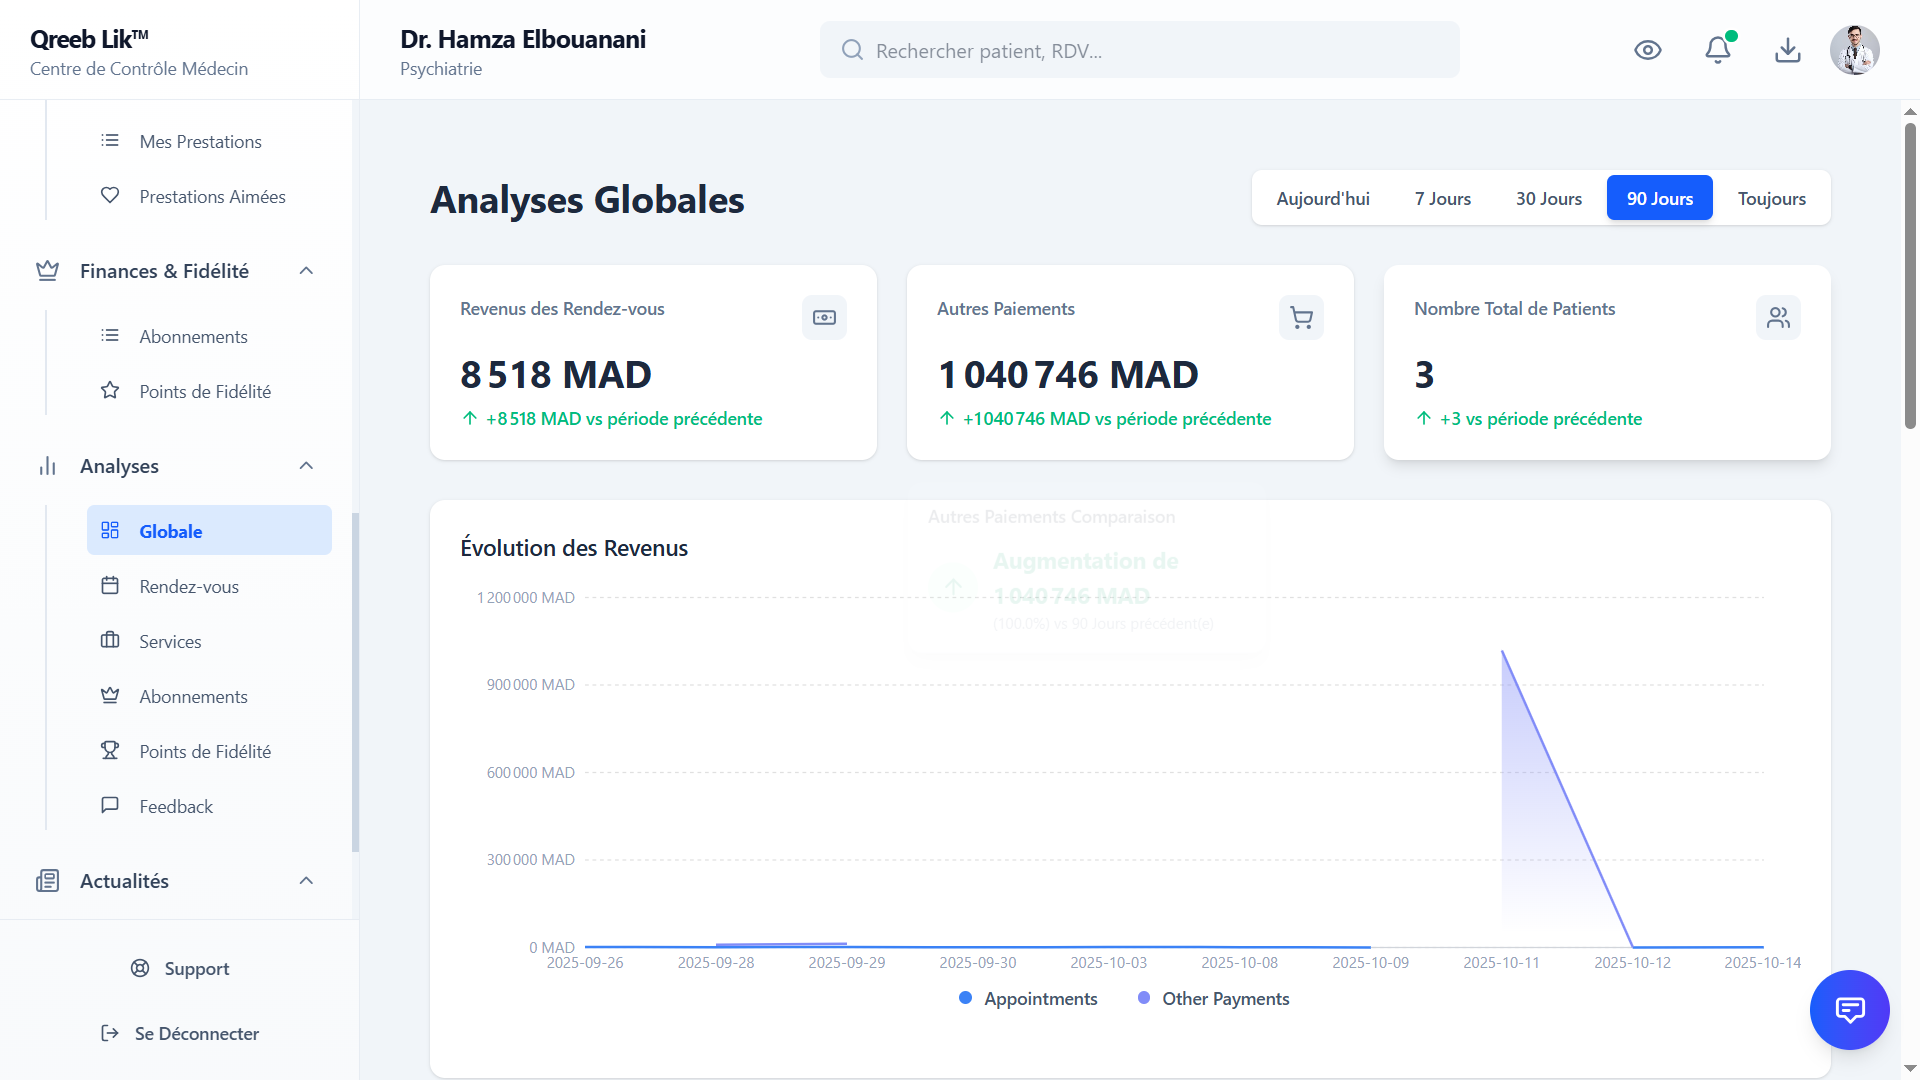 Qreeb Lik™
Centre de Contrôle Médecin
Dr. Hamza Elbouanani
Psychiatrie
Rechercher patient, RDV...
Mes Prestations
Prestations Aimées
Finances & Fidélité
Abonnements
Points de Fidélité
Analyses
Globale
Rendez-vous
Services
Abonnements
Points de Fidélité
Feedback
Actualités
Support
Se Déconnecter
Analyses Globales
Aujourd'hui
7 Jours
30 Jours
90 Jours
Toujours
Revenus des Rendez-vous
8 518 MAD
+8 518 MAD vs période précédente
Autres Paiements
1 040 746 MAD
+1 040 746 MAD vs période précédente
Nombre Total de Patients
3
+3 vs période précédente
Autres Paiements Comparaison
Augmentation de
1 040 746 MAD
(100.0%) vs 90 Jours précédent(e)
Évolution des Revenus
1 200 000 MAD
900 000 MAD
600 000 MAD
300 000 MAD
0 MAD
2025-09-26
2025-09-28
2025-09-29
2025-09-30
2025-10-03
2025-10-08
2025-10-09
2025-10-11
2025-10-12
2025-10-14
Appointments
Other Payments